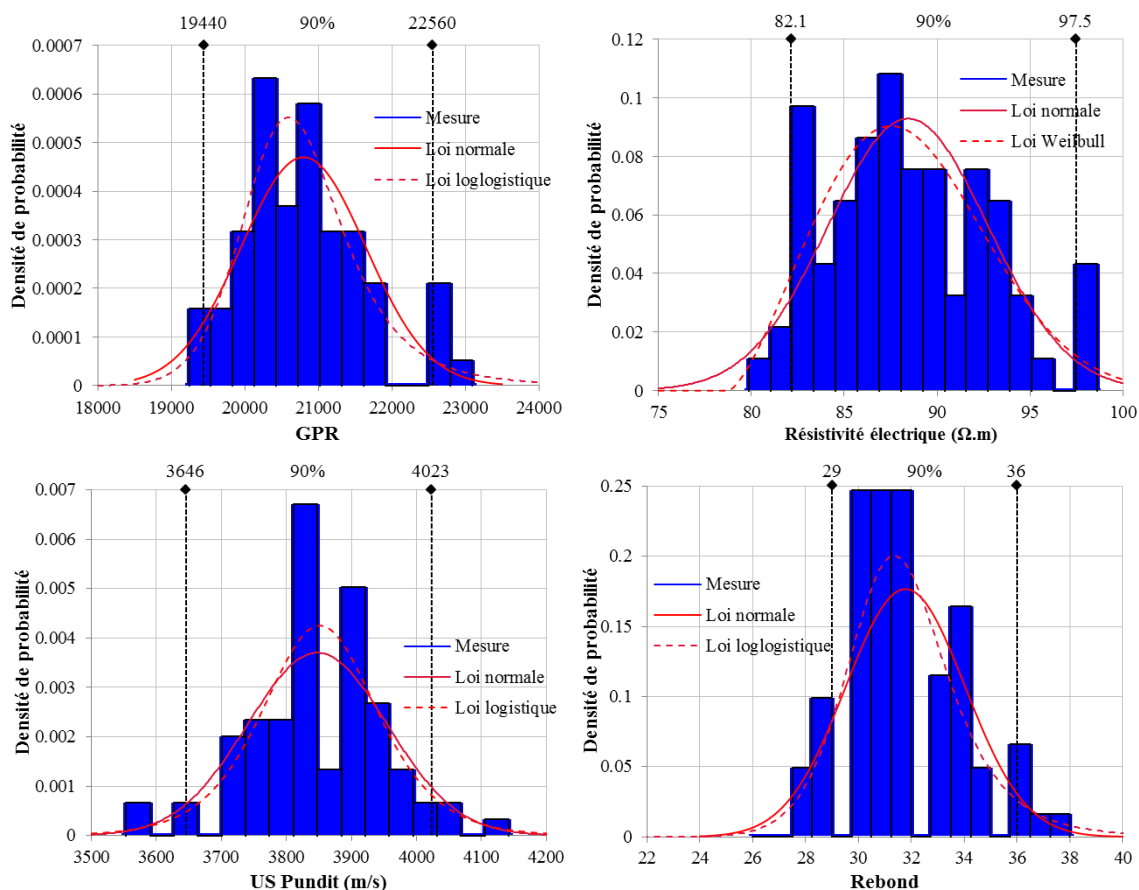 19440 90% 22560
0.0007
0.0006
0.0005
0.0004
0.0003
0.0002
0.0001
0
Densité de probabilité
Mesure
Loi normale
Loi loglogistique
18000 19000 20000 21000 22000 23000 24000
GPR
82.1 90% 97.5
0.12
0.1
0.08
0.06
0.04
0.02
0
Densité de probabilité
Mesure
Loi normale
Loi Weifbull
75 80 85 90 95 100
Résistivité électrique (Ω.m)
3646 90% 4023
0.007
0.006
0.005
0.004
0.003
0.002
0.001
0
Densité de probabilité
Mesure
Loi normale
Loi logistique
3500 3600 3700 3800 3900 4000 4100 4200
US Pundit (m/s)
29 90% 36
0.25
0.2
0.15
0.1
0.05
0
Densité de probabilité
Mesure
Loi normale
Loi loglogistique
22 24 26 28 30 32 34 36 38 40
Rebond